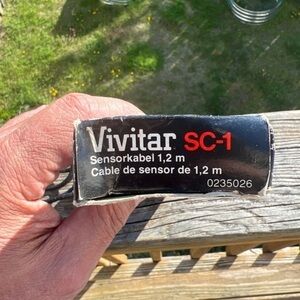 Vivitar SC-1
Sensorkabel 1,2 m
Cable de sensor de 1,2 m
0235026